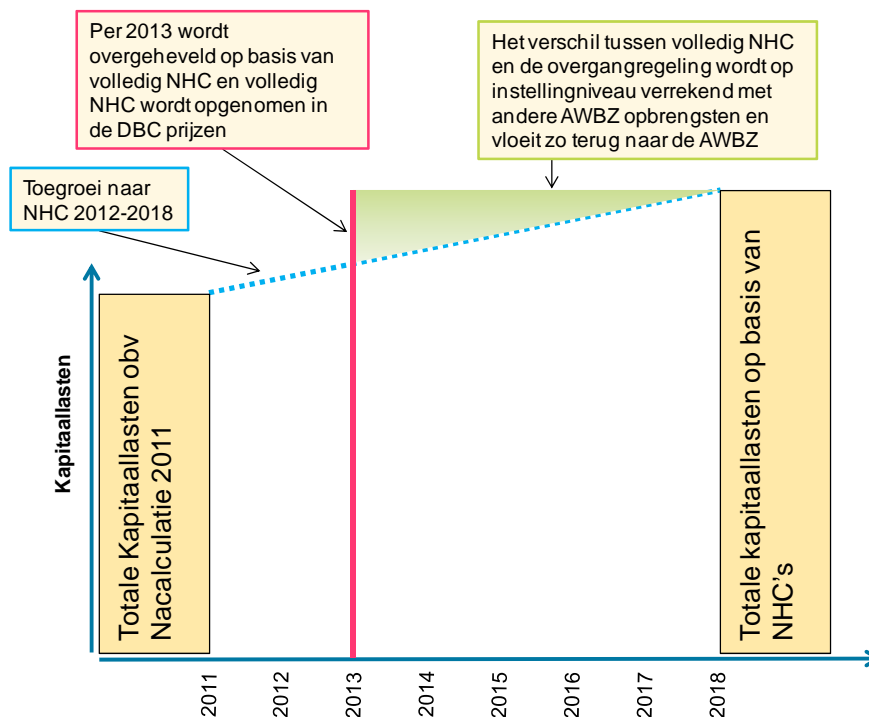 Per 2013 wordt
overgeheveld op basis van
volledig NHC en volledig
NHC wordt opgenomen in
de DBC prijzen
Het verschil tussen volledig NHC
en de overgangregeling wordt op
instellingniveau verrekend met
andere AWBZ opbrengsten en
vloeit zo terug naar de AWBZ
Toegroei naar
NHC 2012-2018
Kapitaallasten
Totale Kapitaallasten obv
Nacalculatie 2011
Totale kapitaallasten op basis van
NHC's
2011
2012
2013
2014
2015
2016
2017
2018